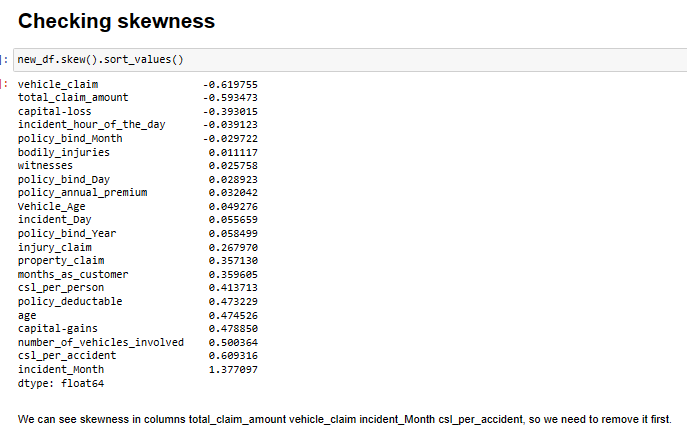 Checking skewness
]: new_df.skew().sort_values()
]: vehicle_claim -0.619755
total_claim_amount -0.593473
capital-loss -0.393015
incident_hour_of_the_day -0.039123
policy_bind_Month -0.029722
bodily_injuries 0.011117
witnesses 0.025758
policy_bind_Day 0.028923
policy_annual_premium 0.032042
Vehicle_Age 0.049276
incident_Day 0.055659
policy_bind_Year 0.058499
injury_claim 0.267970
property_claim 0.357130
months_as_customer 0.359605
csl_per_person 0.413713
policy_deductable 0.473229
age 0.474526
capital-gains 0.478850
number_of_vehicles_involved 0.500364
csl_per_accident 0.609316
incident_Month 1.377097
dtype: float64
We can see skewness in columns total_claim_amount vehicle_claim incident_Month csl_per_accident, so we need to remove it first.